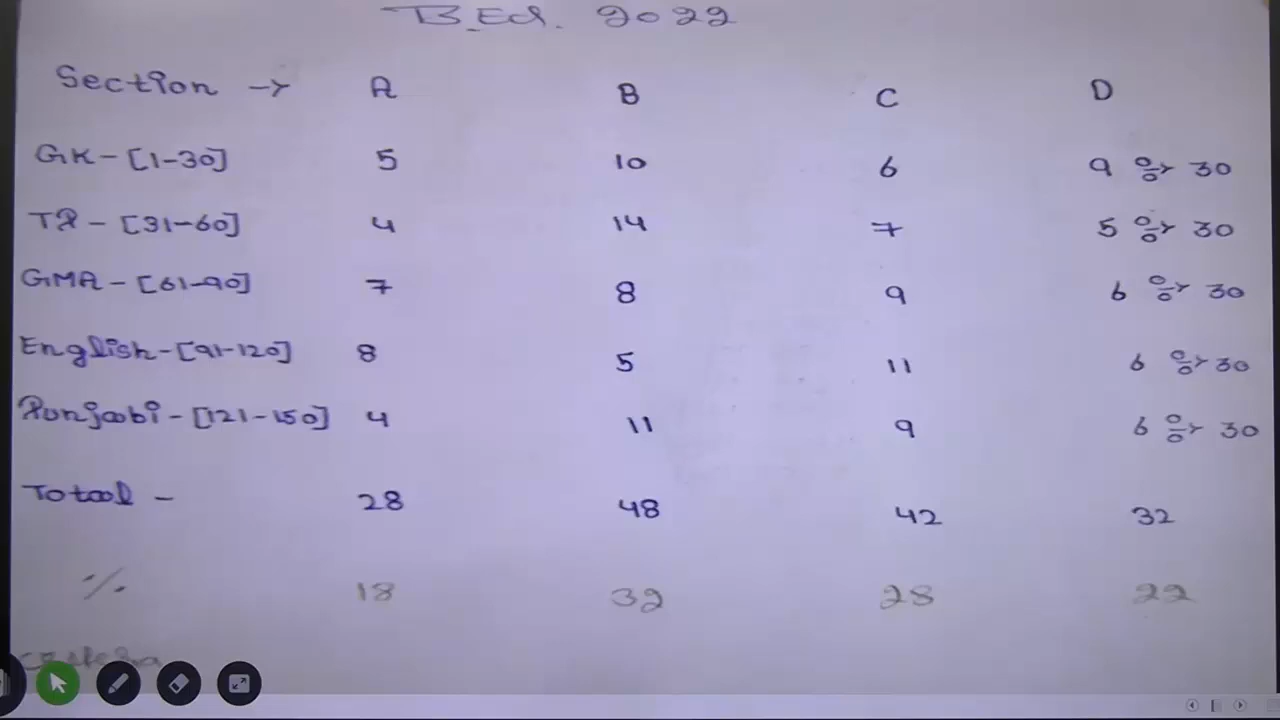 B.Ed. 2022
Section → A B C D
GK - [1-30] 5 10 6 9 ⇒ 30
TA - [31-60] 4 14 7 5 ⇒ 30
GMA - [61-90] 7 8 9 6 ⇒ 30
English - [91-120] 8 5 11 6 ⇒ 30
Punjabi - [121-150] 4 11 9 6 ⇒ 30
Total - 28 48 42 32
% 18 32 28 22